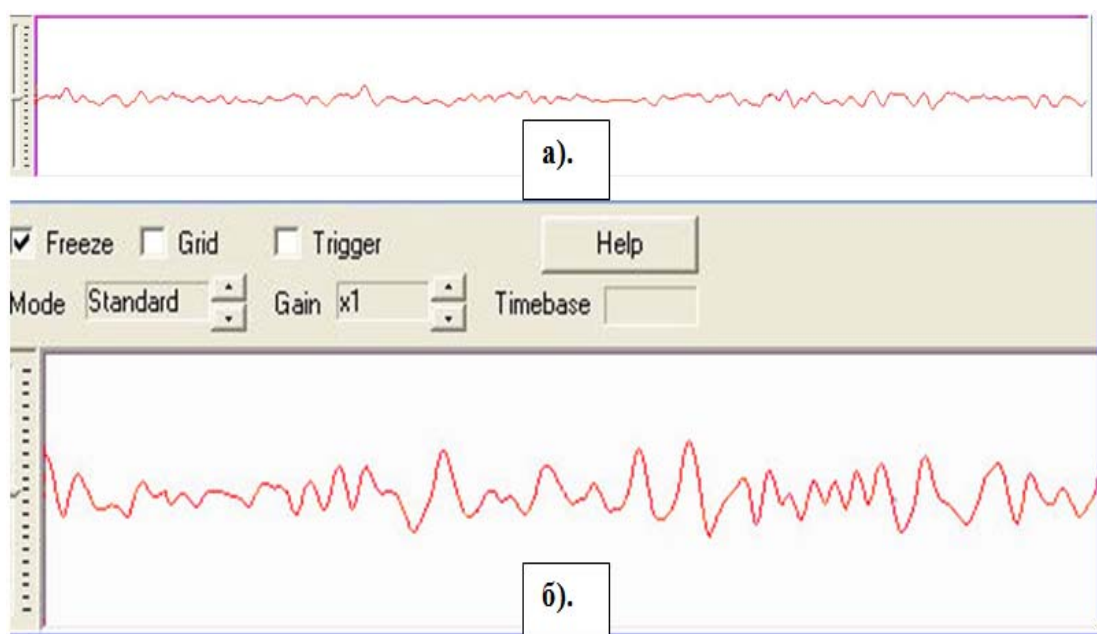 а).
Freeze Grid Trigger Help
Mode Standard Gain x1 Timebase
б).